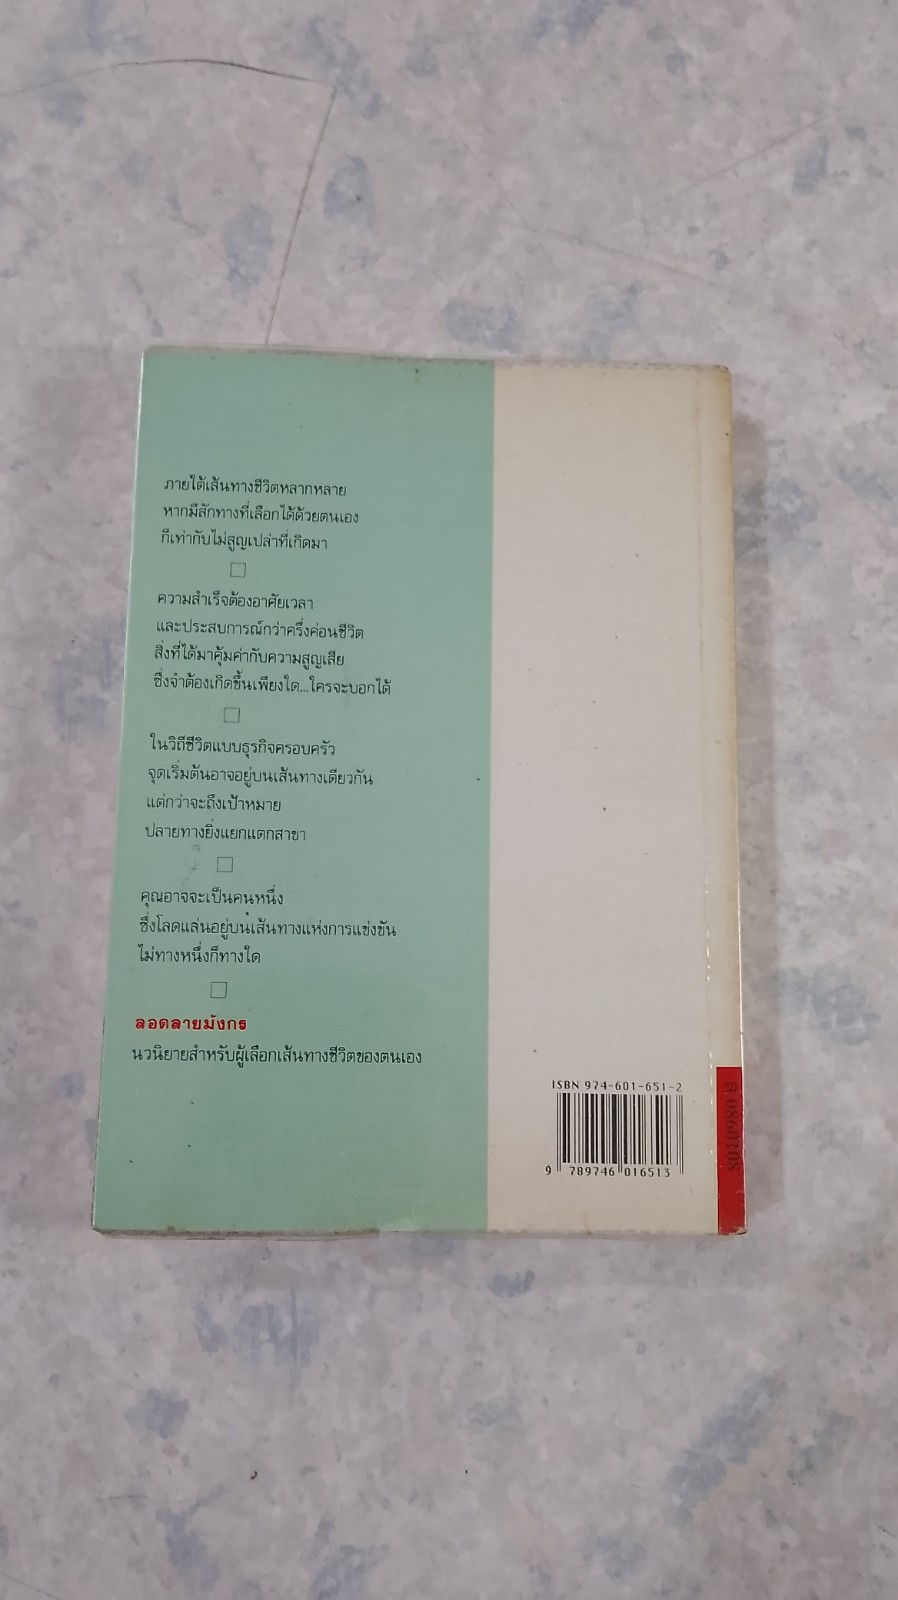 ภายใต้เส้นทางชีวิตหลากหลาย
หากมีสักทางที่เลือกได้ด้วยตนเอง
ก็เท่ากับไม่สูญเปล่าที่เกิดมา
ความสำเร็จต้องอาศัยเวลา
และประสบการณ์กว่าครึ่งค่อนชีวิต
สิ่งที่ได้มาคุ้มค่ากับความสูญเสีย
ซึ่งจำต้องเกิดขึ้นเพียงใด...ใครจะบอกได้
ในวิถีชีวิตแบบธุรกิจครอบครัว
จุดเริ่มต้นอาจอยู่บนเส้นทางเดียวกัน
แต่กว่าจะถึงเป้าหมาย
ปลายทางยิ่งแยกแตกสาขา
คุณอาจจะเป็นคนหนึ่ง
ซึ่งโลดแล่นอยู่บนเส้นทางแห่งการแข่งขัน
ไม่ทางหนึ่งก็ทางใด
ลอดลายมังกร
นวนิยายสำหรับผู้เลือกเส้นทางชีวิตของตนเอง
ISBN 974-601-651-2
9 789746 016513